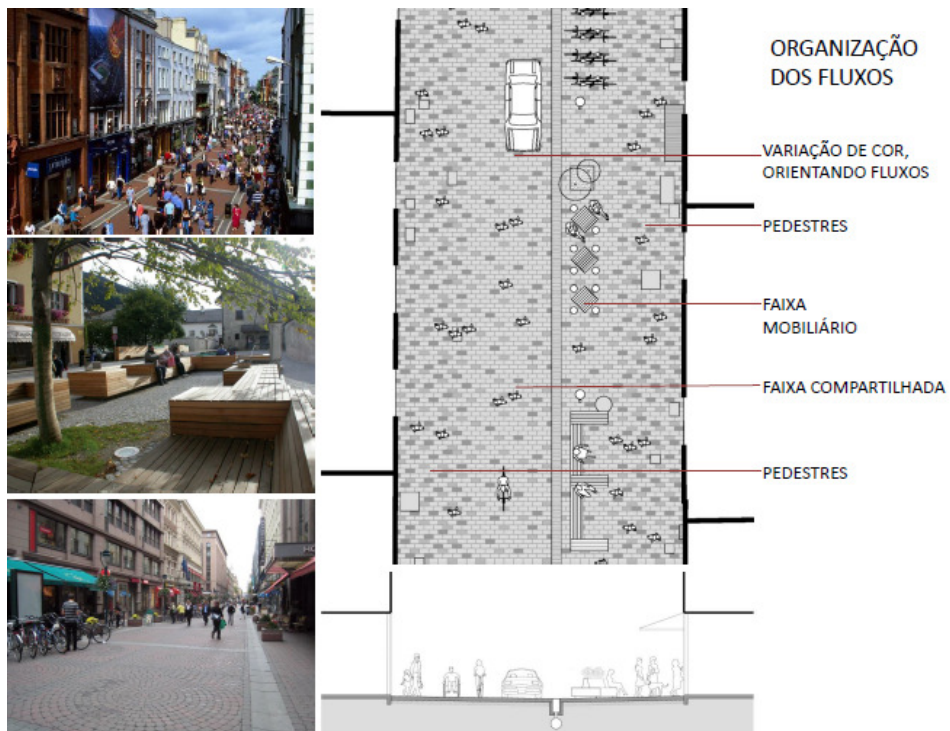 ORGANIZAÇÃO
DOS FLUXOS
VARIAÇÃO DE COR,
ORIENTANDO FLUXOS
PEDESTRES
FAIXA
MOBILIÁRIO
FAIXA COMPARTILHADA
PEDESTRES